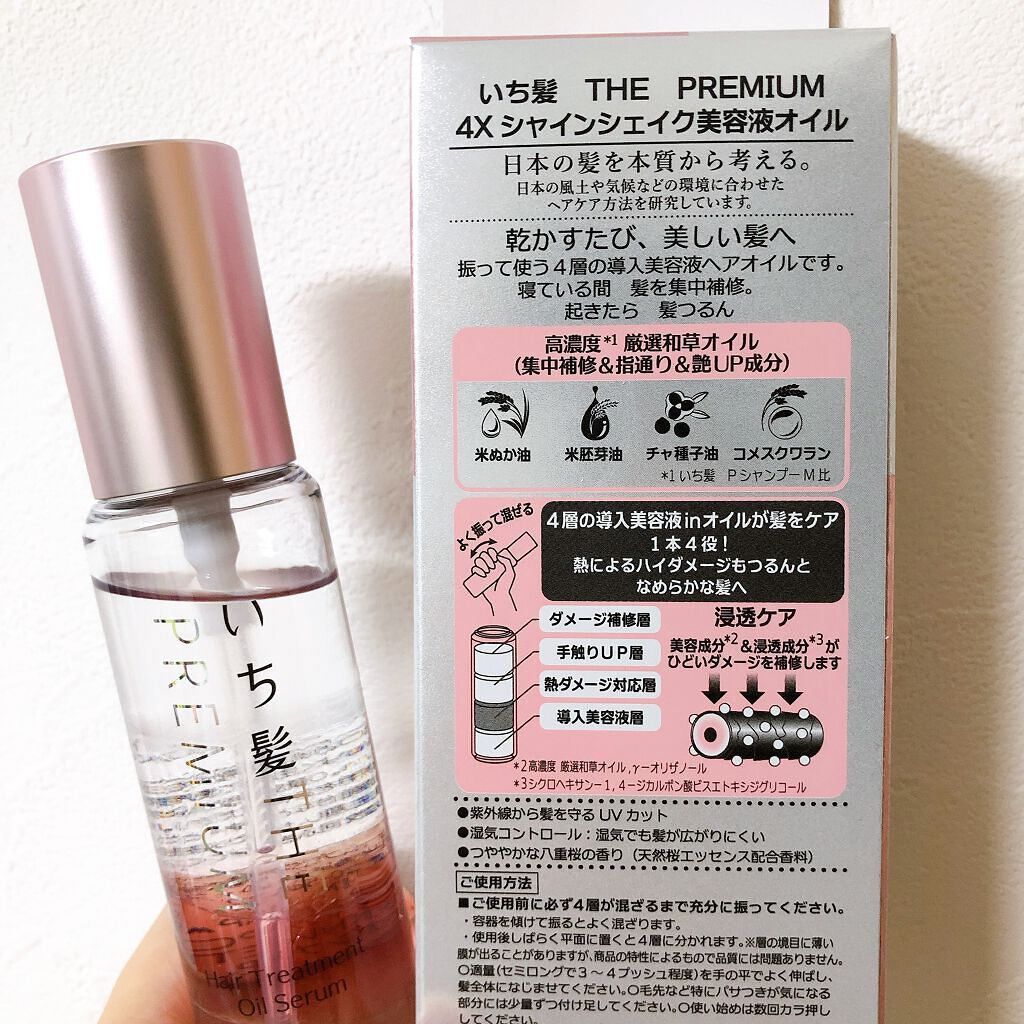 いち髪 THE PREMIUM
4X シャインシェイク美容液オイル
日本の髪を本質から考える。
日本の風土や気候などの環境に合わせた
ヘアケア方法を研究しています。
乾かすたび、美しい髪へ
振って使う4層の導入美容液ヘアオイルです。
寝ている間 髪を集中補修。
起きたら 髪つるん
高濃度*1 厳選和草オイル
(集中補修&指通り&艶UP成分)
米ぬか油 米胚芽油 チャ種子油 コメスクワラン
*1 いち髪 PシャンプーM比
よく振って混ぜる
4層の導入美容液inオイルが髪をケア
1本4役!
熱によるハイダメージもつるんと
なめらかな髪へ
ダメージ補修層
手触りUP層
熱ダメージ対応層
導入美容液層
浸透ケア
美容成分*2&浸透成分*3が
ひどいダメージを補修します
*2高濃度 厳選和草オイル,γーオリザノール
*3シクロヘキサンー1,4ージカルボン酸ビスエトキシジグリコール
●紫外線から髪を守るUVカット
●湿気コントロール:湿気でも髪が広がりにくい
●つややかな八重桜の香り(天然桜エッセンス配合香料)
ご使用方法
■ご使用前に必ず4層が混ざるまで充分に振ってください。
・容器を傾けて振るとよく混ざります。
・使用後しばらく平面に置くと4層に分かれます。※層の境目に薄い
膜が出ることがありますが、商品の特性によるもので品質には問題ありません。
○適量(セミロングで3〜4プッシュ程度)を手の平でよく伸ばし、
髪全体になじませてください。○毛先など特にパサつきが気になる
部分には少量ずつ付け足してください。○使い始めは数回カラ押し
してください。
いち髪 THE
PREMIUM
Hair Treatment
Oil Serum